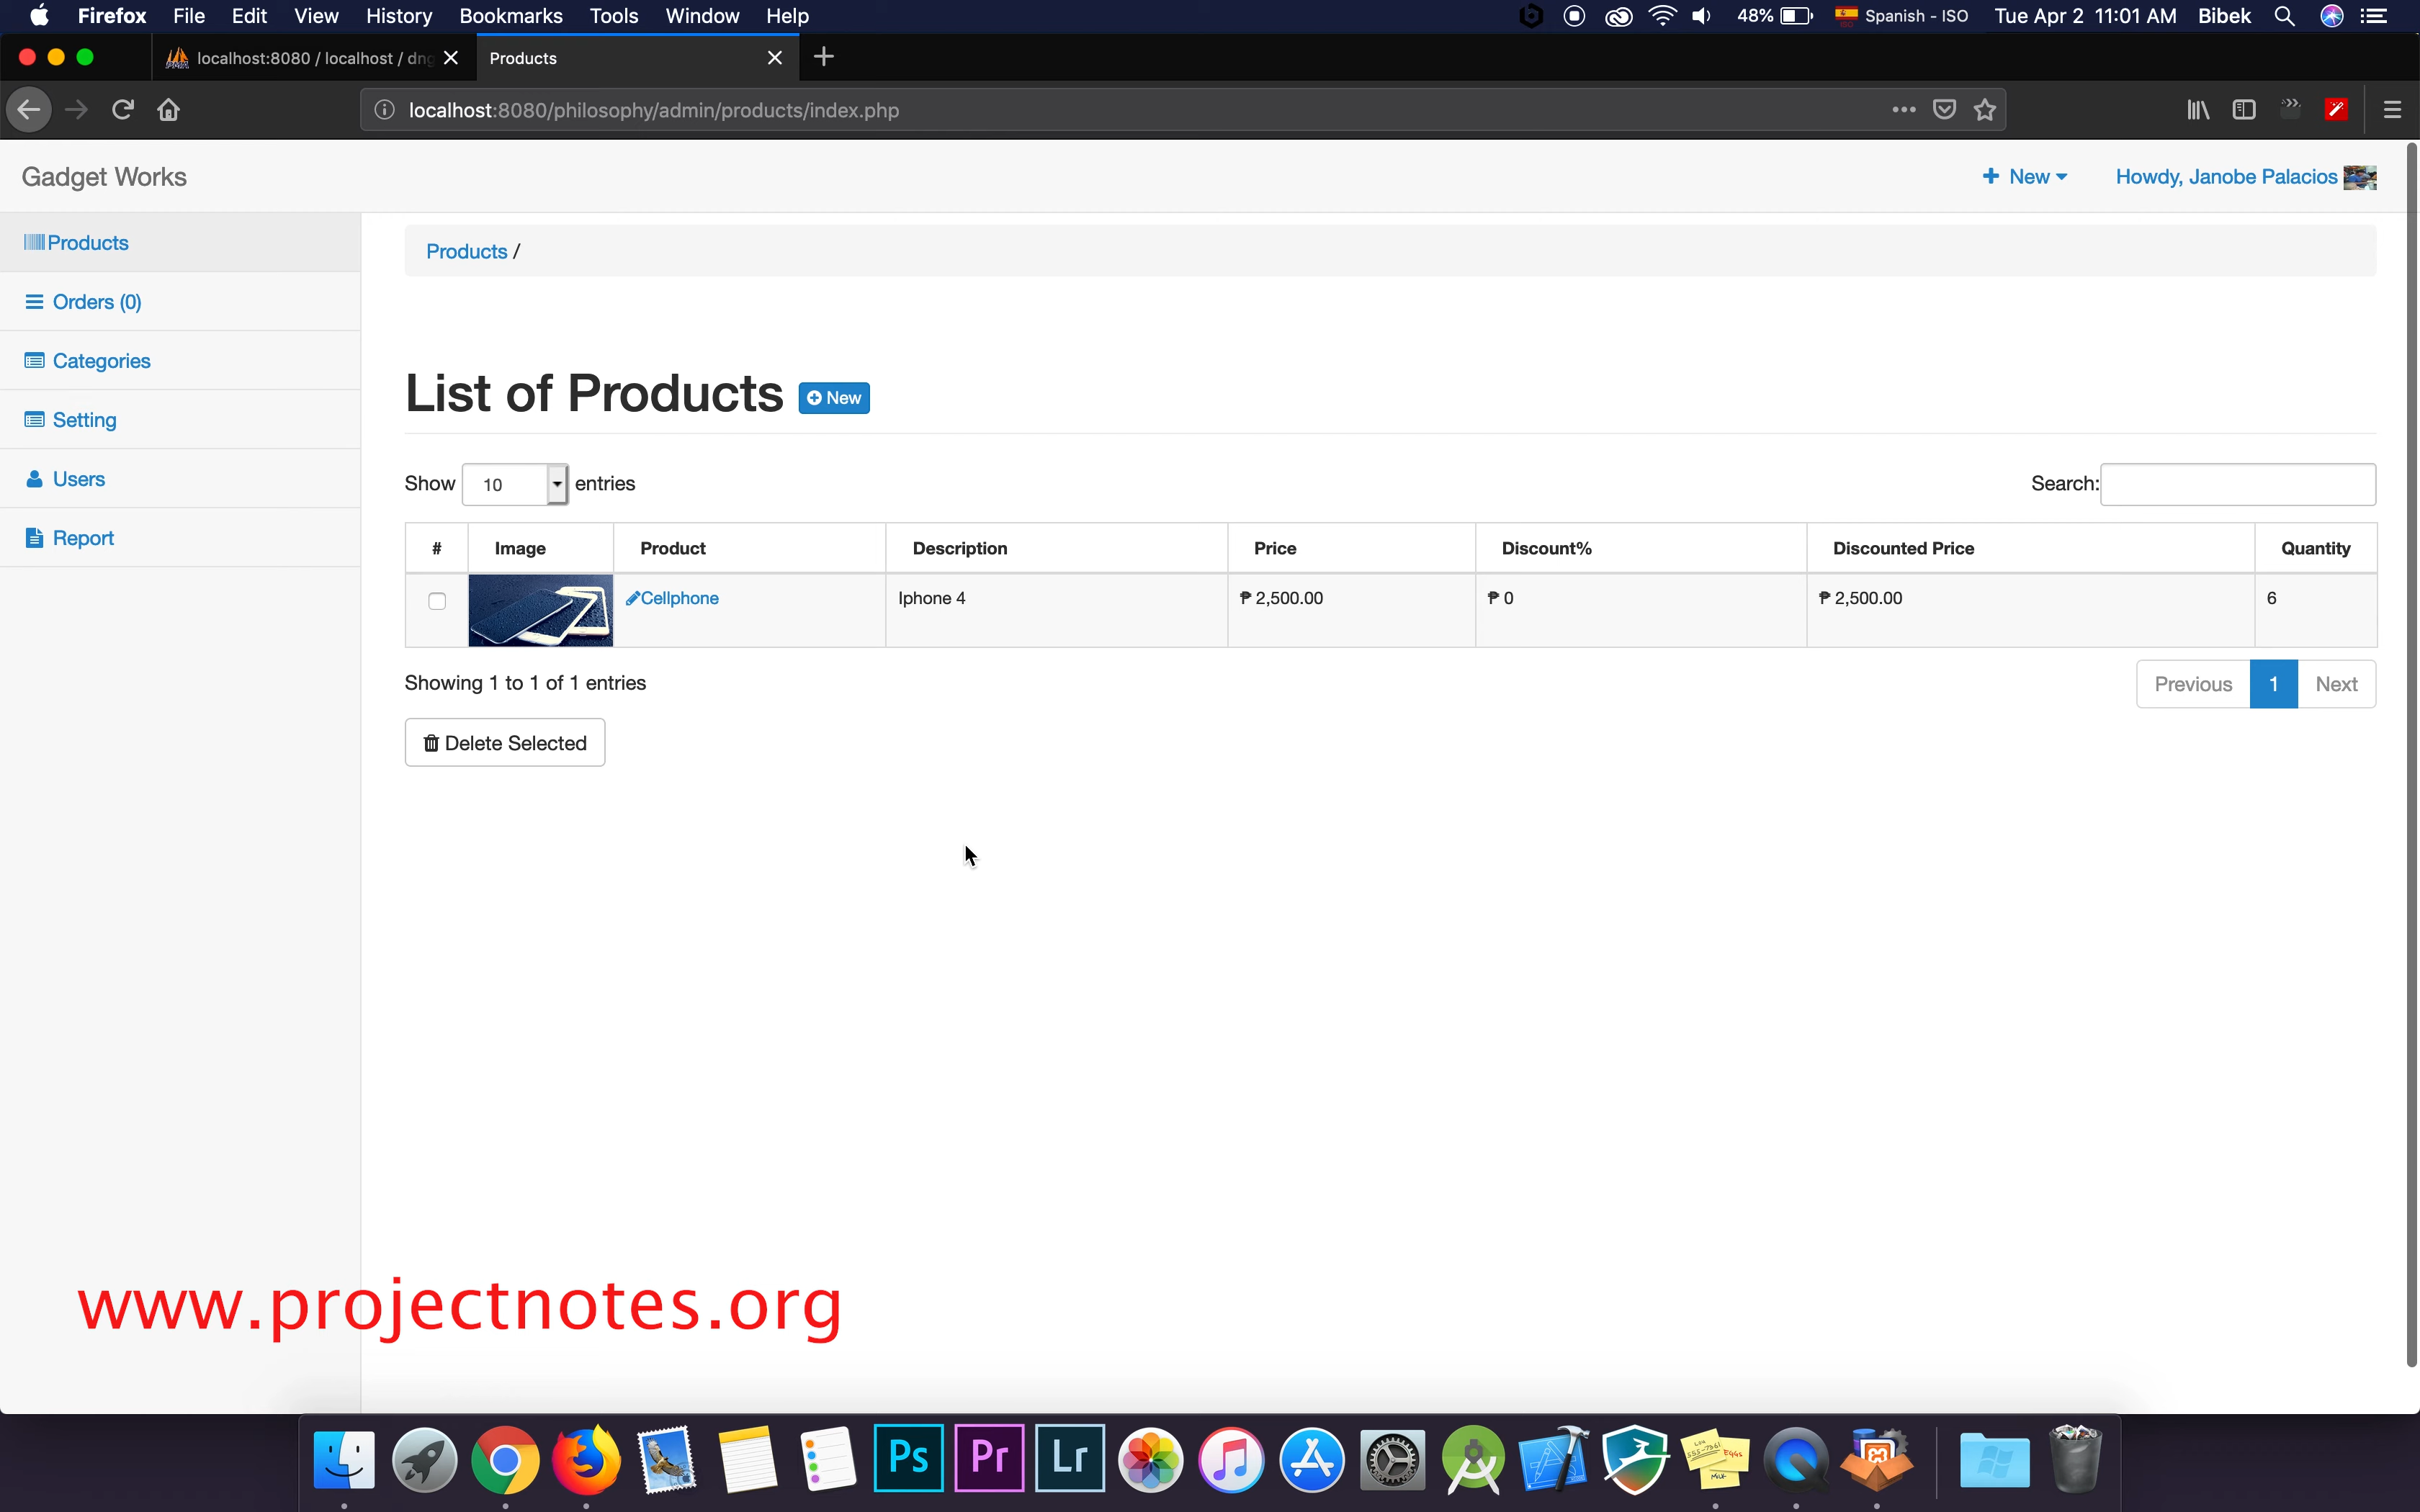 Firefox File Edit View History Bookmarks Tools Window Help 48% Spanish - ISO Tue Apr 2 11:01 AM Bibek
localhost:8080 / localhost / dng Products
localhost:8080/philosophy/admin/products/index.php
Gadget Works New Howdy, Janobe Palacios
Products
Orders (0)
Categories
Setting
Users
Report
Products /
List of Products New
Show 10 entries Search:
# Image Product Description Price Discount% Discounted Price Quantity
Cellphone Iphone 4 ₱ 2,500.00 ₱ 0 ₱ 2,500.00 6
Showing 1 to 1 of 1 entries Previous 1 Next
Delete Selected
www.projectnotes.org
Ps Pr Lr